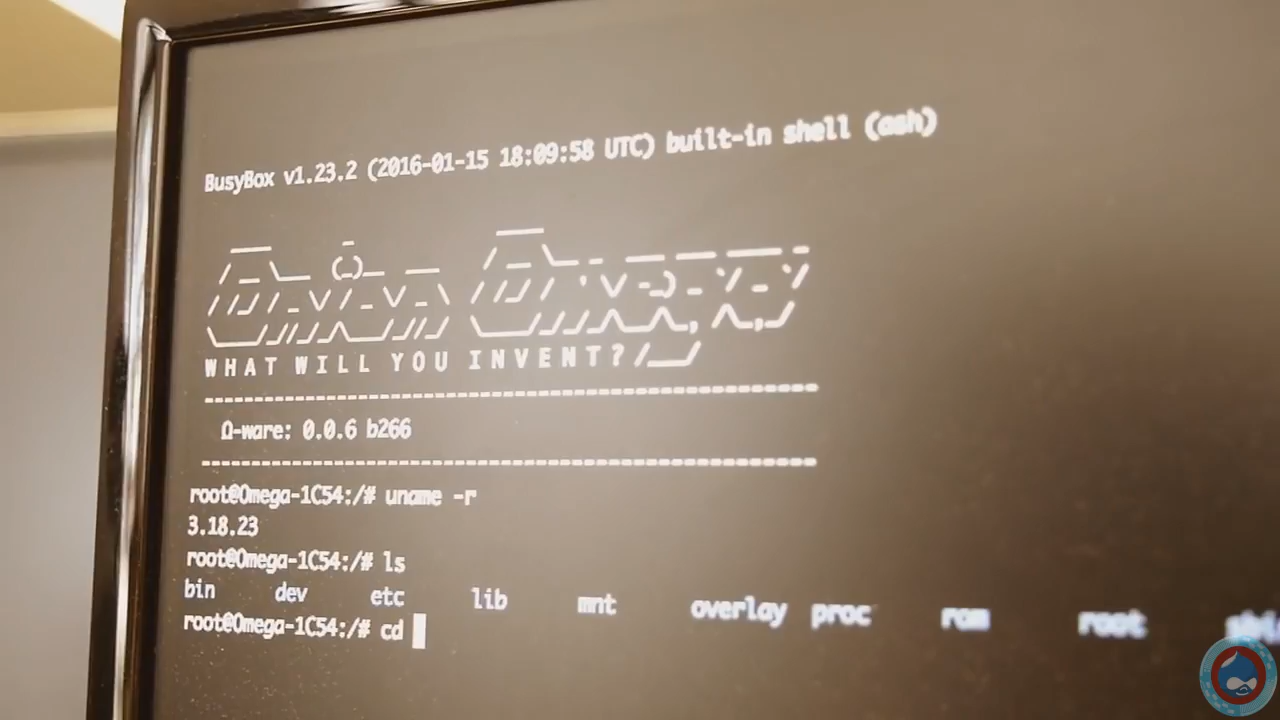 BusyBox v1.23.2 (2016-01-15 18:09:58 UTC) built-in shell (ash)
WHAT WILL YOU INVENT?
Ω-ware: 0.0.6 b266
root@Omega-1C54:/# uname -r
3.18.23
root@Omega-1C54:/# ls
bin dev etc lib mnt overlay proc rom root
root@Omega-1C54:/# cd